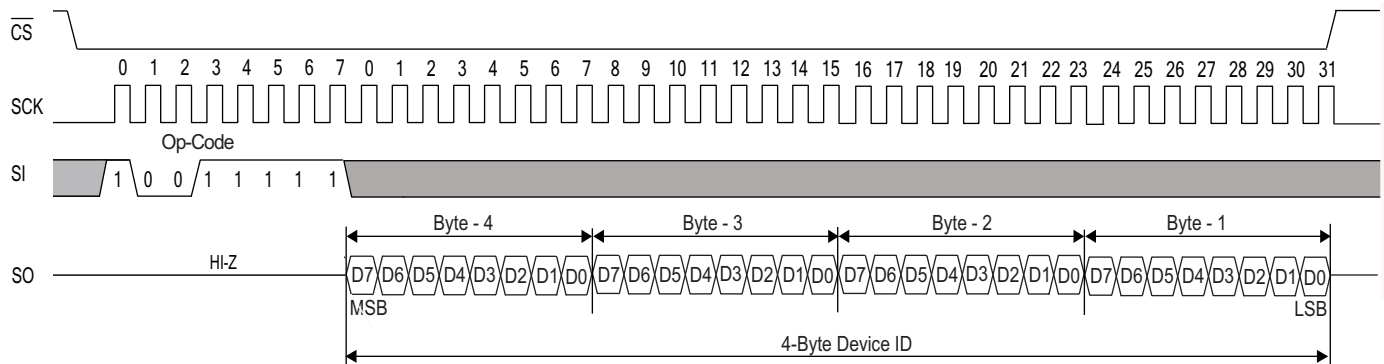 CS
0 1 2 3 4 5 6 7 0 1 2 3 4 5 6 7 8 9 10 11 12 13 14 15 16 17 18 19 20 21 22 23 24 25 26 27 28 29 30 31
SCK
Op-Code
SI 1 0 0 1 1 1 1 1
Byte - 4 Byte - 3 Byte - 2 Byte - 1
HI-Z
SO D7 D6 D5 D4 D3 D2 D1 D0 D7 D6 D5 D4 D3 D2 D1 D0 D7 D6 D5 D4 D3 D2 D1 D0 D7 D6 D5 D4 D3 D2 D1 D0
MSB LSB
4-Byte Device ID